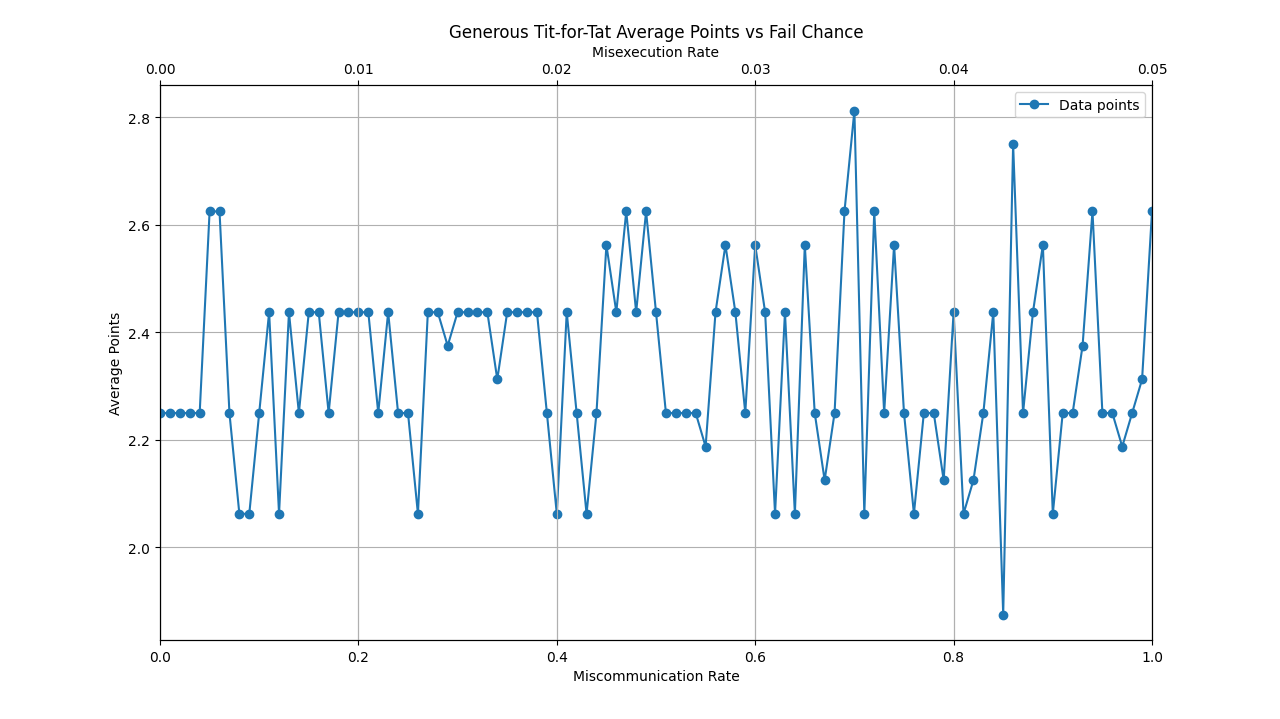 Generous Tit-for-Tat Average Points vs Fail Chance
Misexecution Rate
0.00 0.01 0.02 0.03 0.04 0.05
Data points
2.8
2.6
2.4
2.2
2.0
Average Points
0.0 0.2 0.4 0.6 0.8 1.0
Miscommunication Rate